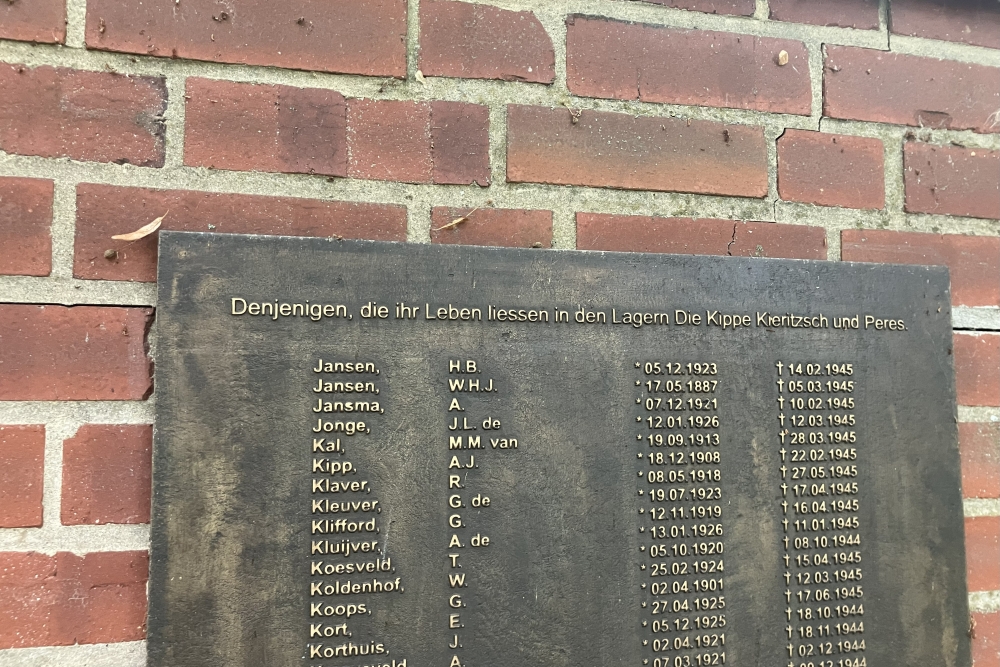 Denjenigen, die ihr Leben liessen in den Lagern Die Kippe Kieritzsch und Peres.
Jansen, H.B. * 05.12.1923 † 14.02.1945
Jansen, W.H.J. * 17.05.1887 † 05.03.1945
Jansma, A. * 07.12.1921 † 10.02.1945
Jonge, J.L. de * 12.01.1926 † 12.03.1945
Kal, M.M. van * 19.09.1913 † 28.03.1945
Kipp, A.J. * 18.12.1908 † 22.02.1945
Klaver, R. * 08.05.1918 † 27.05.1945
Kleuver, G. de * 19.07.1923 † 17.04.1945
Klifford, G. * 12.11.1919 † 16.04.1945
Kluijver, A. de * 13.01.1926 † 11.01.1945
Koesveld, T. * 05.10.1920 † 08.10.1944
Koldenhof, W. * 25.02.1924 † 15.04.1945
Koops, G. * 02.04.1901 † 12.03.1945
Kort, E. * 27.04.1925 † 17.06.1945
Korthuis, J. * 05.12.1925 † 18.10.1944
A. * 02.04.1921 † 18.11.1944
* 07.03.1921 † 02.12.1944